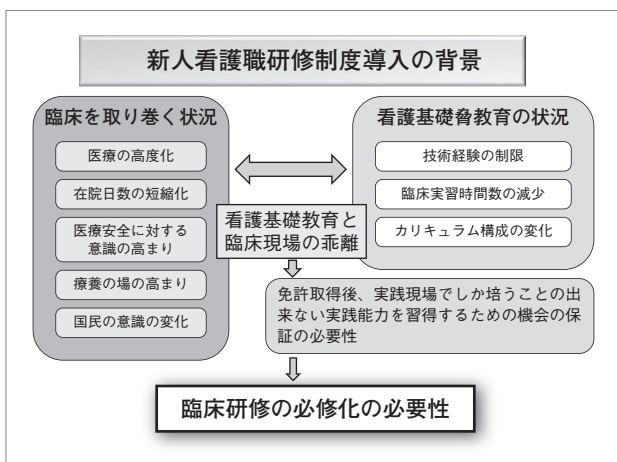 新人看護職研修制度導入の背景
臨床を取り巻く状況
医療の高度化
在院日数の短縮化
医療安全に対する
意識の高まり
療養の場の高まり
国民の意識の変化
看護基礎脅教育の状況
技術経験の制限
臨床実習時間数の減少
カリキュラム構成の変化
看護基礎教育と
臨床現場の乖離
免許取得後、実践現場でしか培うことの出
来ない実践能力を習得するための機会の保
証の必要性
臨床研修の必修化の必要性